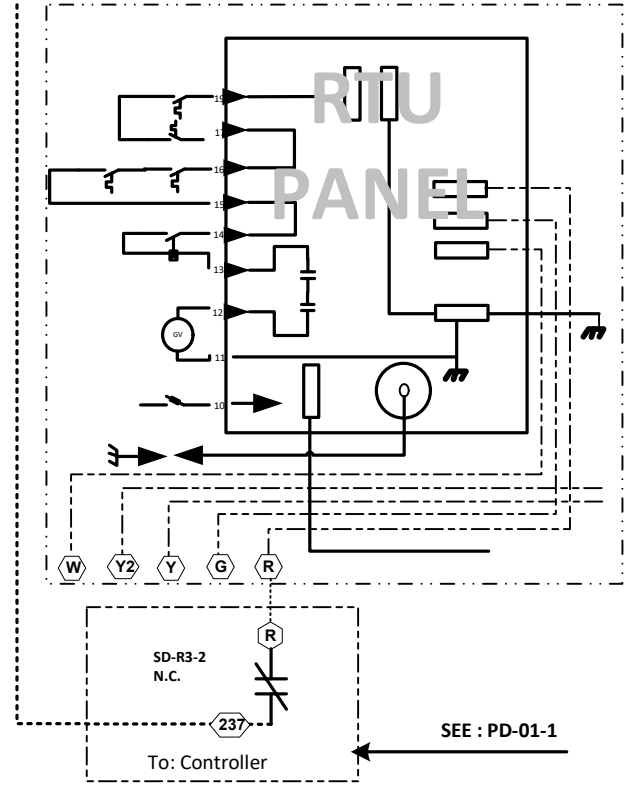 RTU
PANEL
19
17
16
15
14
13
12
GV
11
10
W
Y2
Y
G
R
R
SD-R3-2
N.C.
237
SEE : PD-01-1
To: Controller